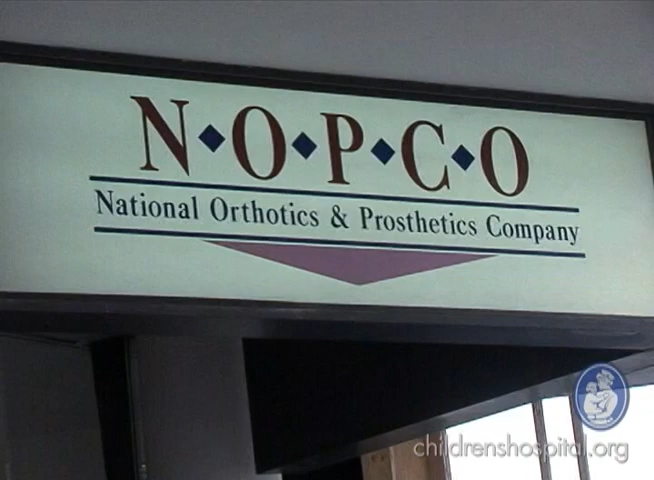 N◆O◆P◆C◆O
National Orthotics & Prosthetics Company
childrenshospital.org